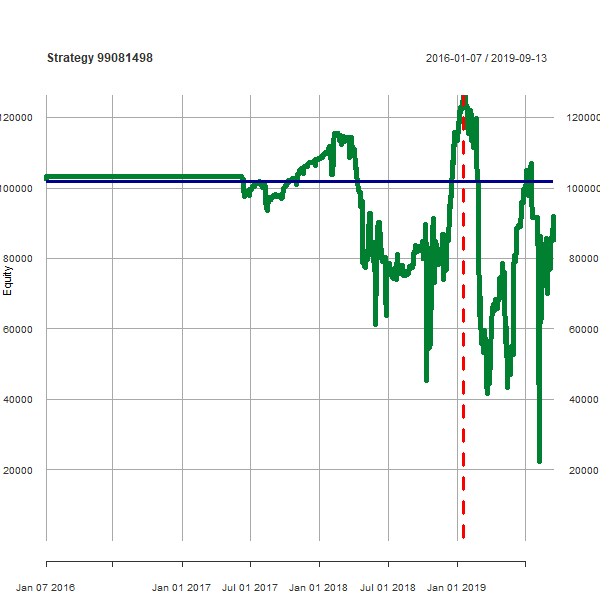 Strategy 99081498 2016-01-07 / 2019-09-13
120000 120000
100000 100000
80000 80000
60000 60000
40000 40000
20000 20000
Equity
Jan 07 2016 Jan 01 2017 Jul 01 2017 Jan 01 2018 Jul 01 2018 Jan 01 2019